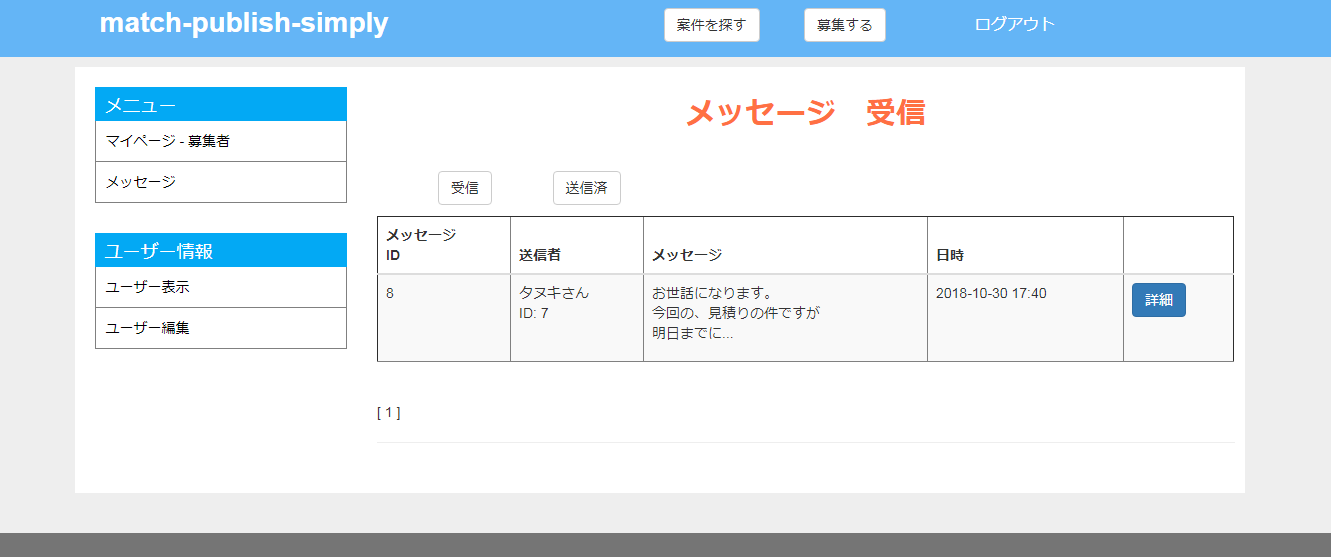 match-publish-simply
案件を探す
募集する
ログアウト
メニュー
マイページ - 募集者
メッセージ
ユーザー情報
ユーザー表示
ユーザー編集
メッセージ　受信
受信
送信済
メッセージ
ID
送信者
メッセージ
日時
8
タヌキさん
ID: 7
お世話になります。
今回の、見積りの件ですが
明日までに...
2018-10-30 17:40
詳細
[ 1 ]